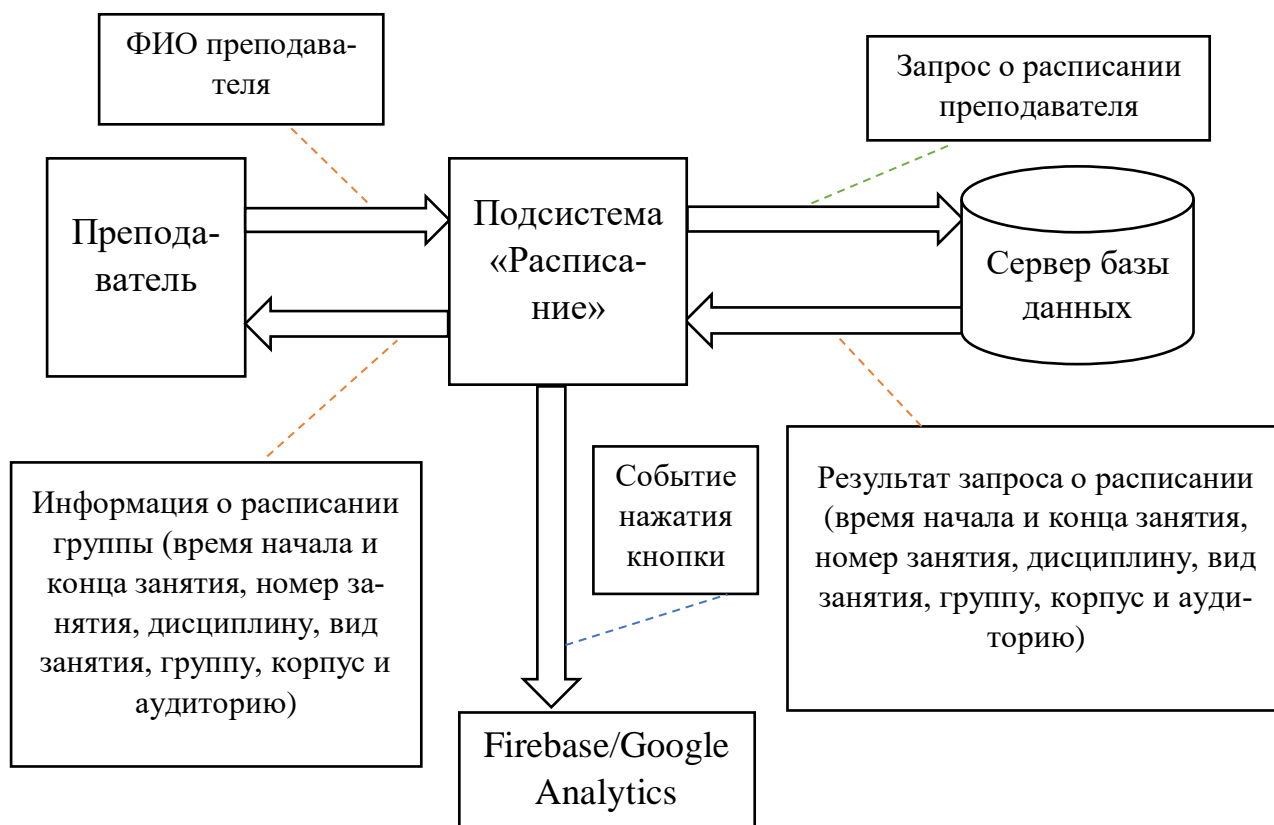 ФИО преподава-
теля
Запрос о расписании
преподавателя
Препода-
ватель
Подсистема
«Расписа-
ние»
Сервер базы
данных
Информация о расписании
группы (время начала и
конца занятия, номер за-
нятия, дисциплину, вид
занятия, группу, корпус и
аудиторию)
Событие
нажатия
кнопки
Результат запроса о расписании
(время начала и конца занятия,
номер занятия, дисциплину, вид
занятия, группу, корпус и ауди-
торию)
Firebase/Google
Analytics